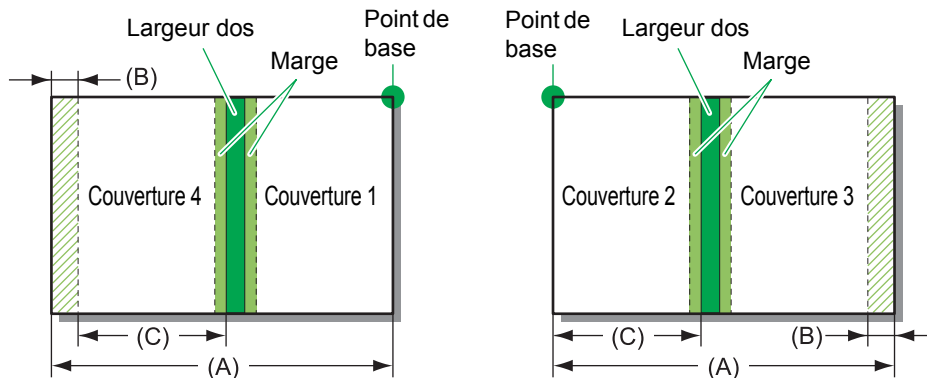 Largeur dos
Point de
base
Marge
(B)
Couverture 4
Couverture 1
(C)
(A)
Point de
base
Largeur dos
Marge
Couverture 2
Couverture 3
(C)
(B)
(A)